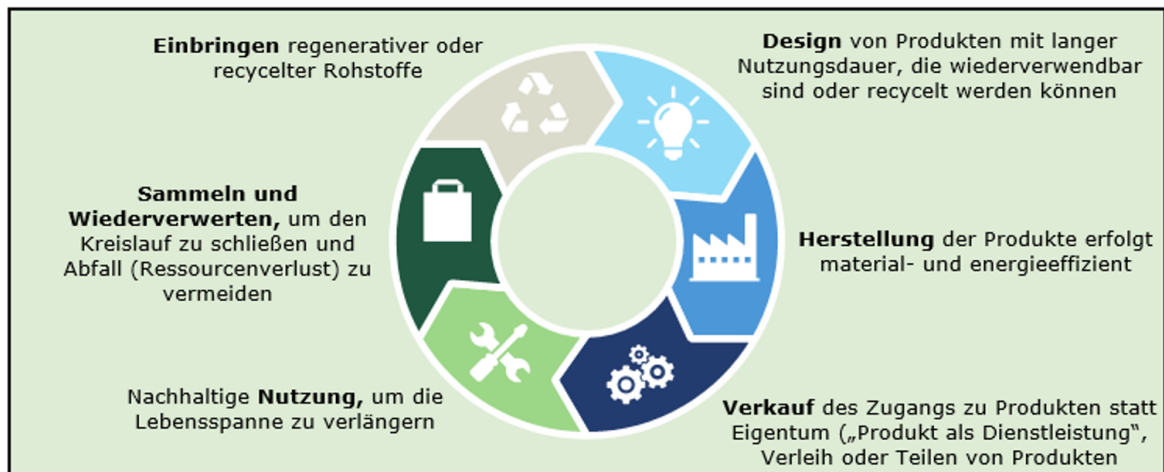 Einbringen regenerativer oder
recycelter Rohstoffe
Design von Produkten mit langer
Nutzungsdauer, die wiederverwendbar
sind oder recycelt werden können
Herstellung der Produkte erfolgt
material- und energieeffizient
Verkauf des Zugangs zu Produkten statt
Eigentum („Produkt als Dienstleistung“,
Verleih oder Teilen von Produkten
Nachhaltige Nutzung, um die
Lebensspanne zu verlängern
Sammeln und
Wiederverwerten, um den
Kreislauf zu schließen und
Abfall (Ressourcenverlust) zu
vermeiden